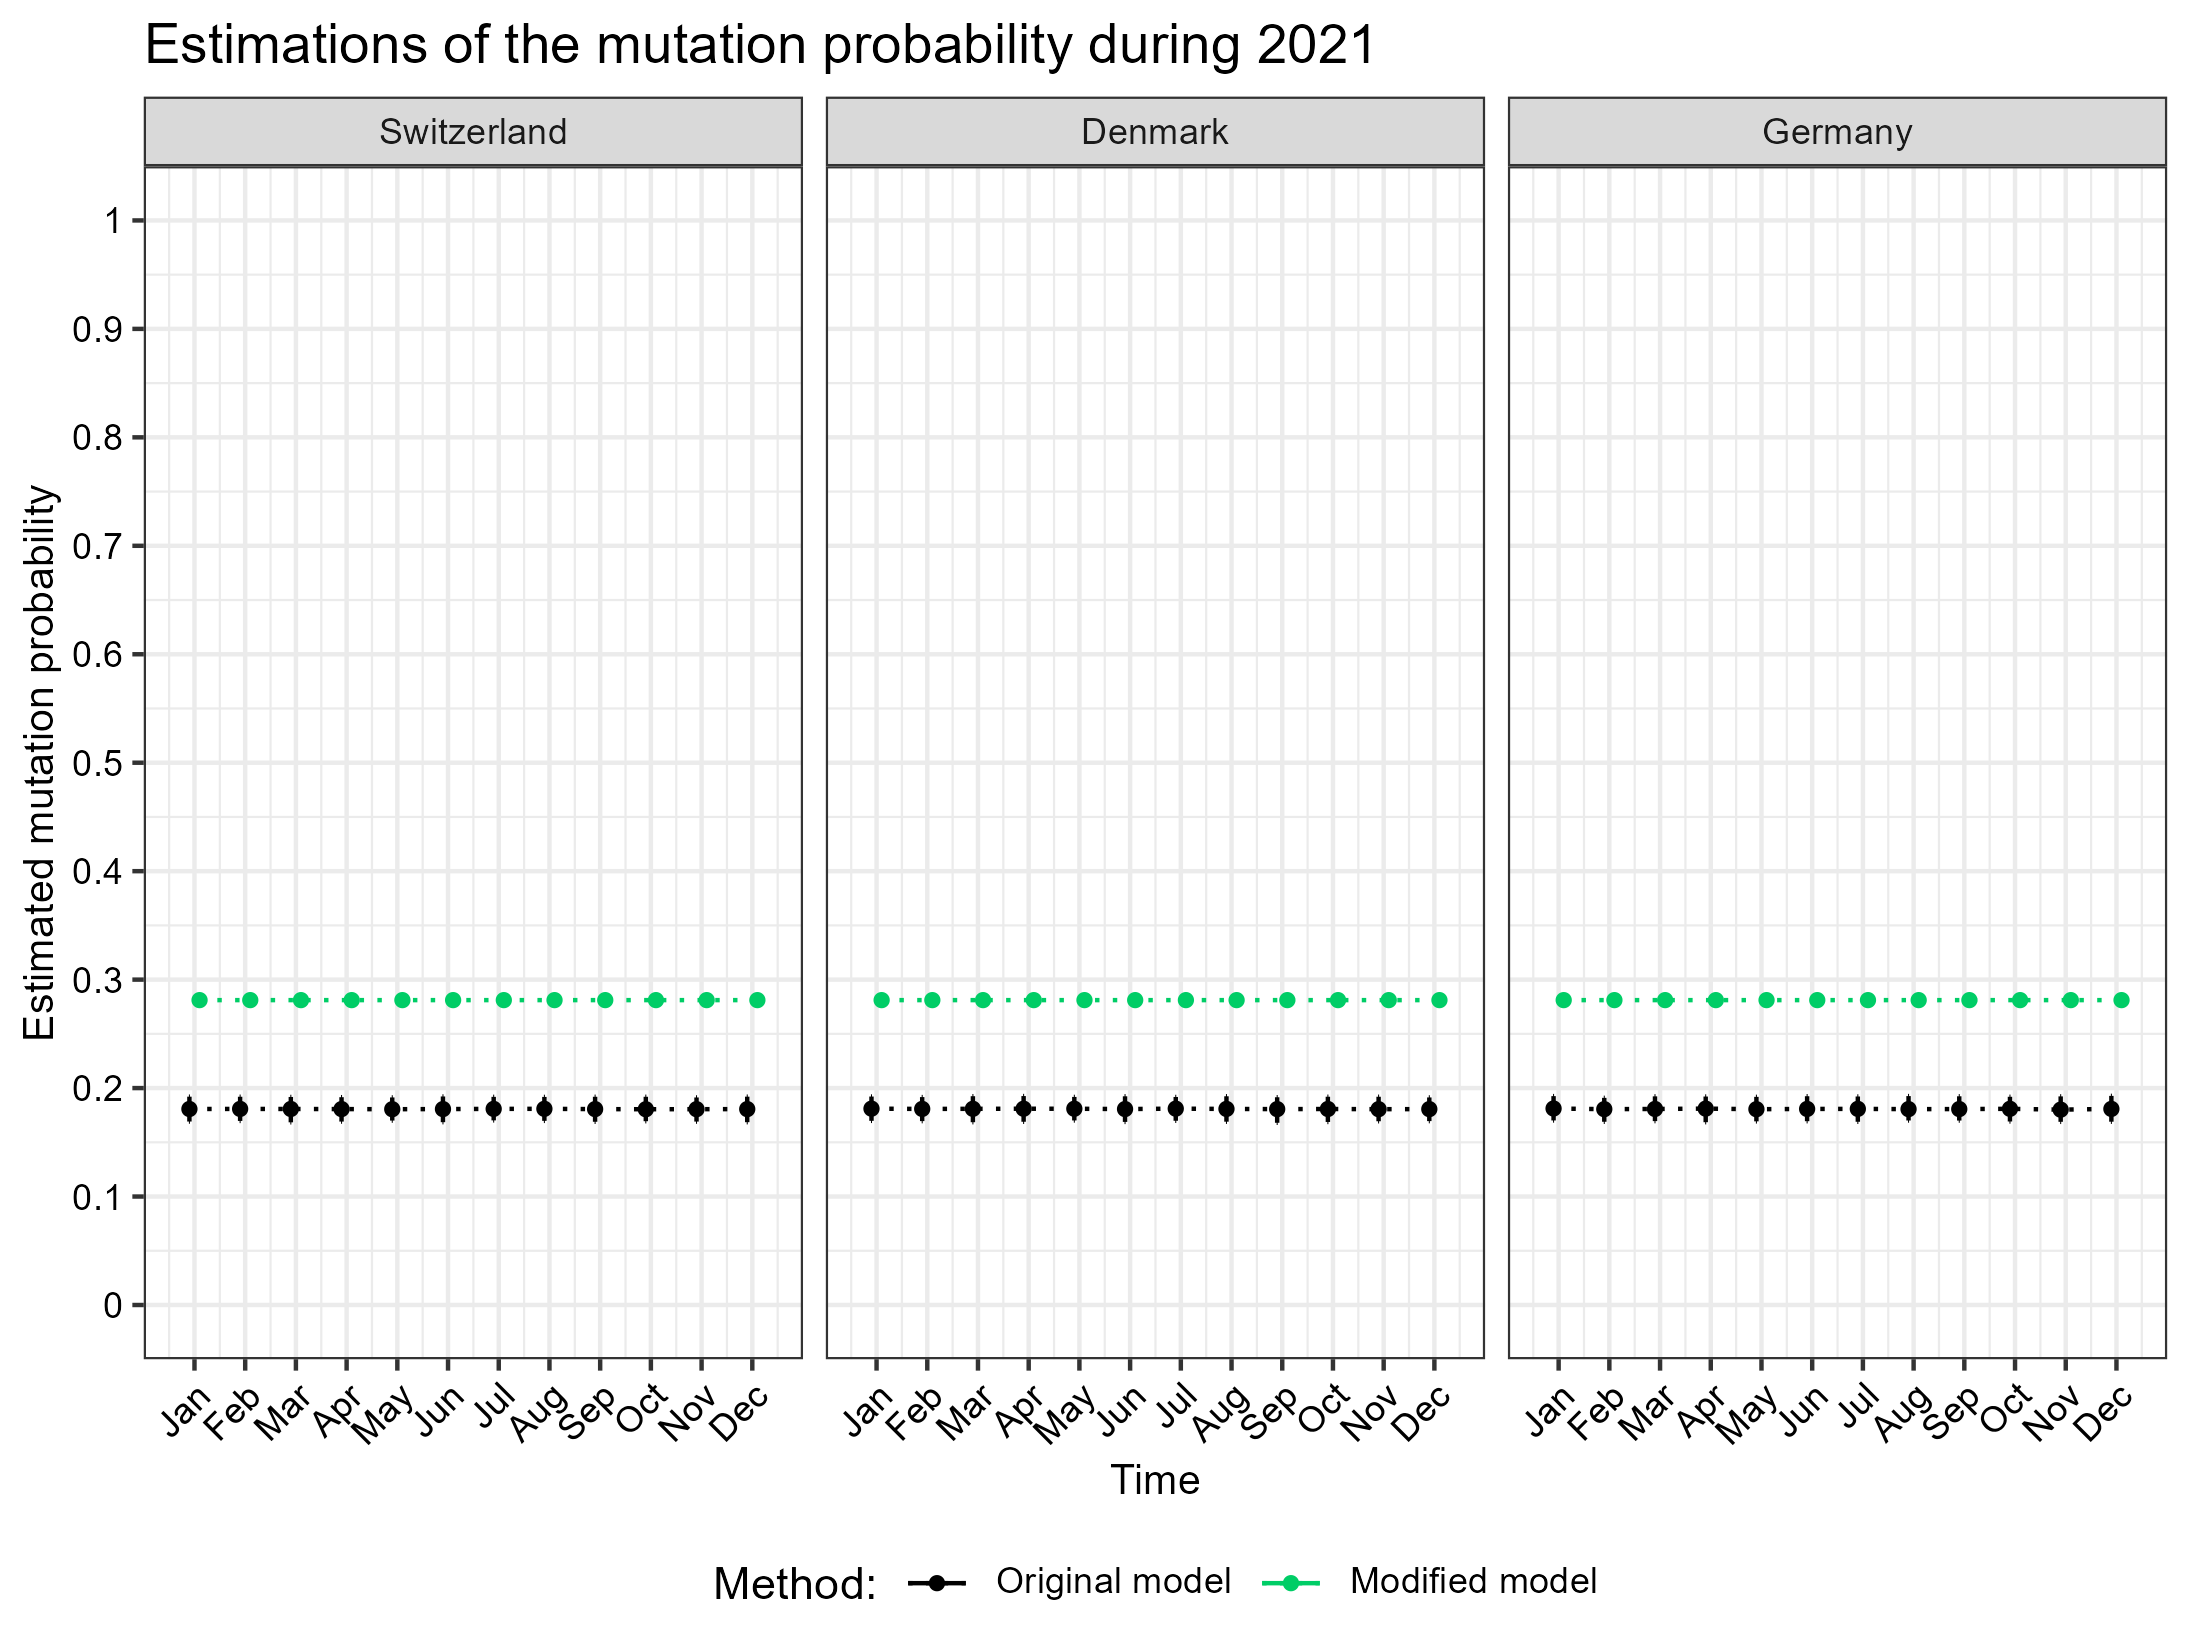 Estimations of the mutation probability during 2021
Switzerland
Denmark
Germany
Estimated mutation probability
1
0.9
0.8
0.7
0.6
0.5
0.4
0.3
0.2
0.1
0
Jan Feb Mar Apr May Jun Jul Aug Sep Oct Nov Dec
Jan Feb Mar Apr May Jun Jul Aug Sep Oct Nov Dec
Jan Feb Mar Apr May Jun Jul Aug Sep Oct Nov Dec
Time
Method: Original model Modified model